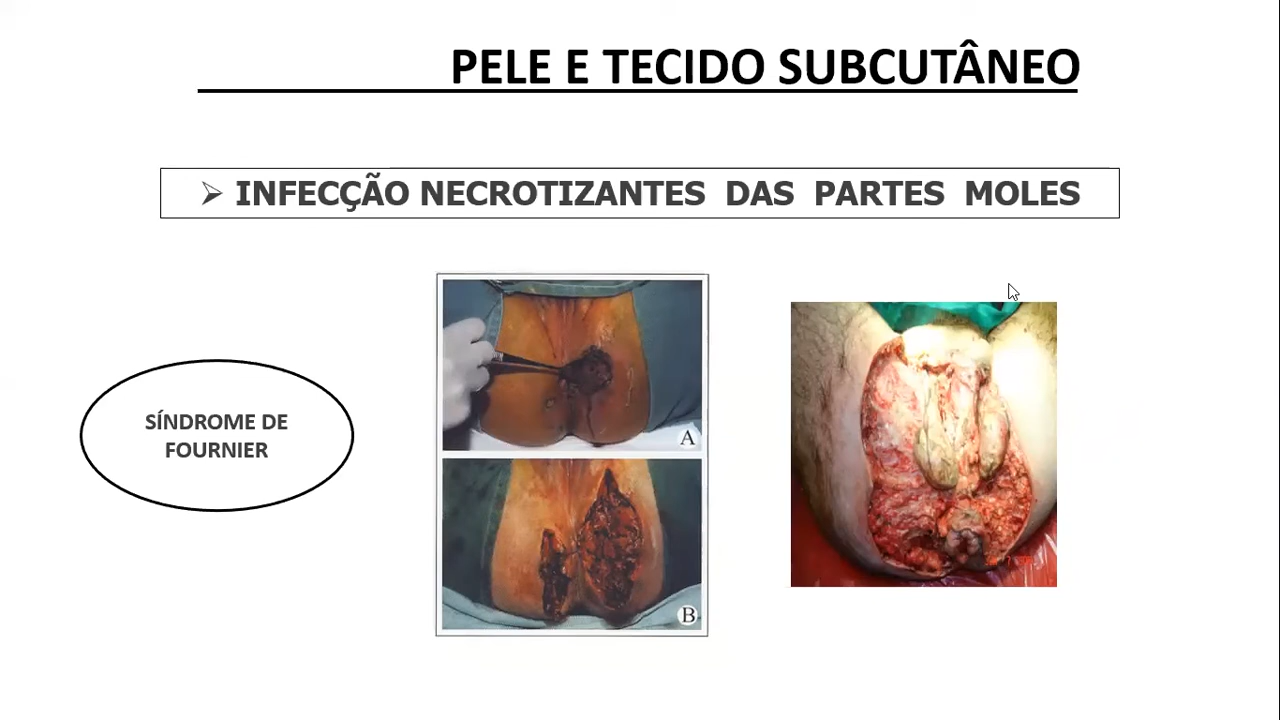 PELE E TECIDO SUBCUTÂNEO
INFECÇÃO NECROTIZANTES DAS PARTES MOLES
SÍNDROME DE
FOURNIER
A
B